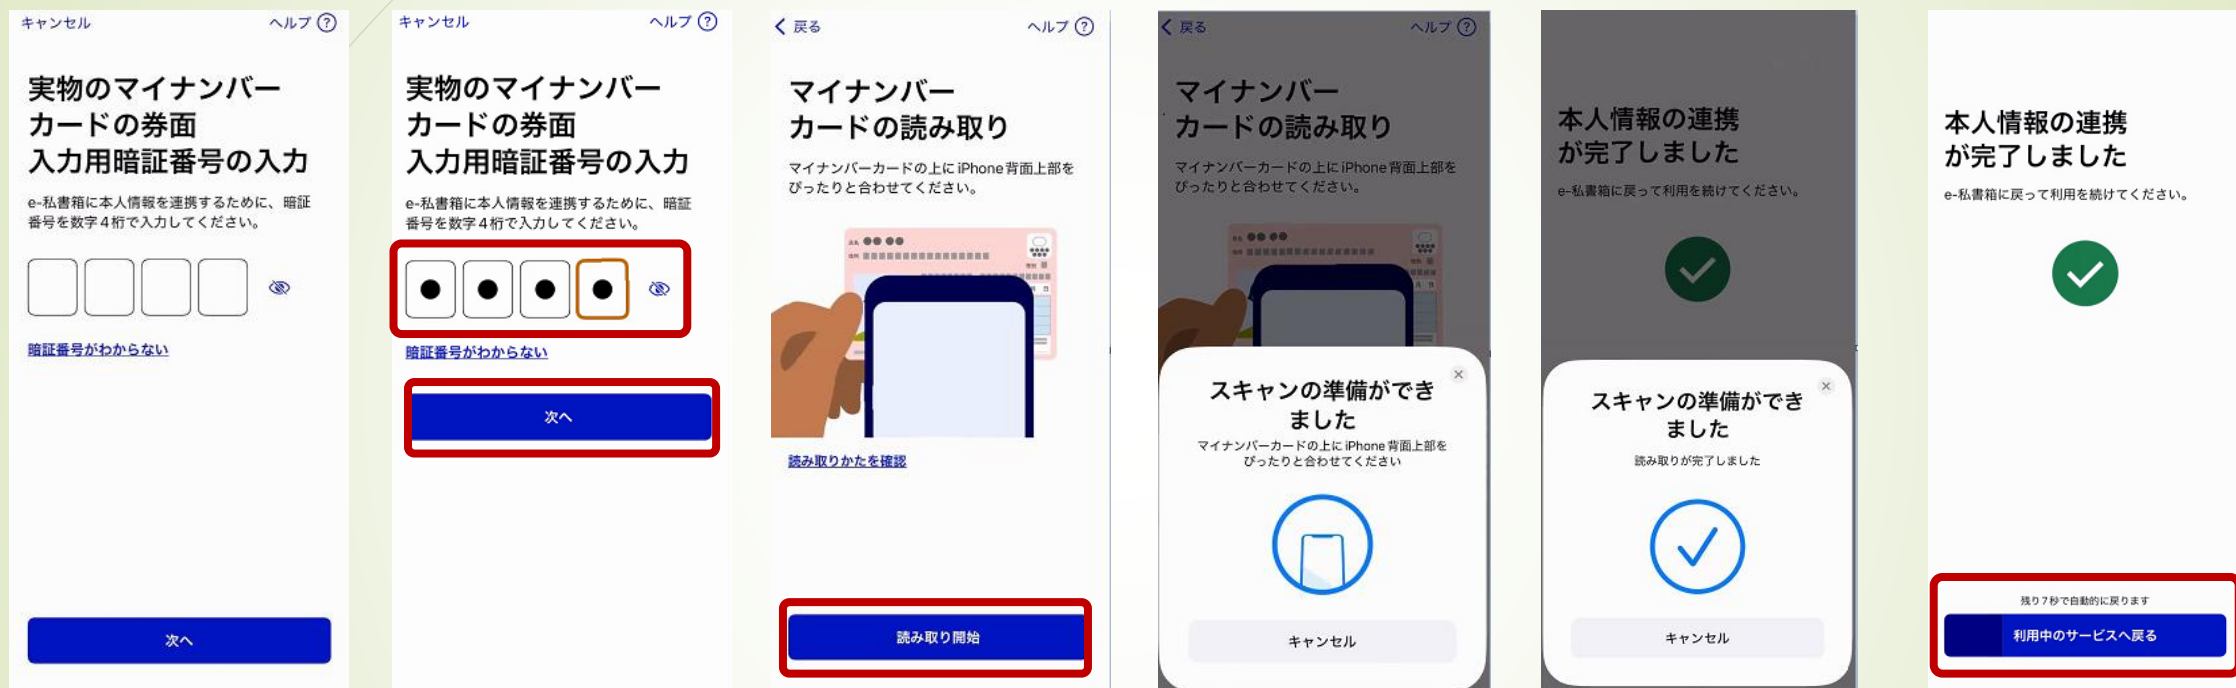 キャンセル
ヘルプ ?
実物のマイナンバー
カードの券面
入力用暗証番号の入力
e-私書箱に本人情報を連携するために、暗証
番号を数字4桁で入力してください。
暗証番号がわからない
次へ
キャンセル
ヘルプ ?
実物のマイナンバー
カードの券面
入力用暗証番号の入力
e-私書箱に本人情報を連携するために、暗証
番号を数字4桁で入力してください。
暗証番号がわからない
次へ
戻る
ヘルプ ?
マイナンバー
カードの読み取り
マイナンバーカードの上にiPhone背面上部を
ぴったりと合わせてください。
読み取りかたを確認
読み取り開始
戻る
ヘルプ ?
マイナンバー
カードの読み取り
マイナンバーカードの上にiPhone背面上部を
ぴったりと合わせてください。
スキャンの準備ができ
ました
マイナンバーカードの上にiPhone背面上部を
ぴったりと合わせてください
キャンセル
本人情報の連携
が完了しました
e-私書箱に戻って利用を続けてください。
スキャンの準備ができ
ました
読み取りが完了しました
キャンセル
本人情報の連携
が完了しました
e-私書箱に戻って利用を続けてください。
残り7秒で自動的に戻ります
利用中のサービスへ戻る